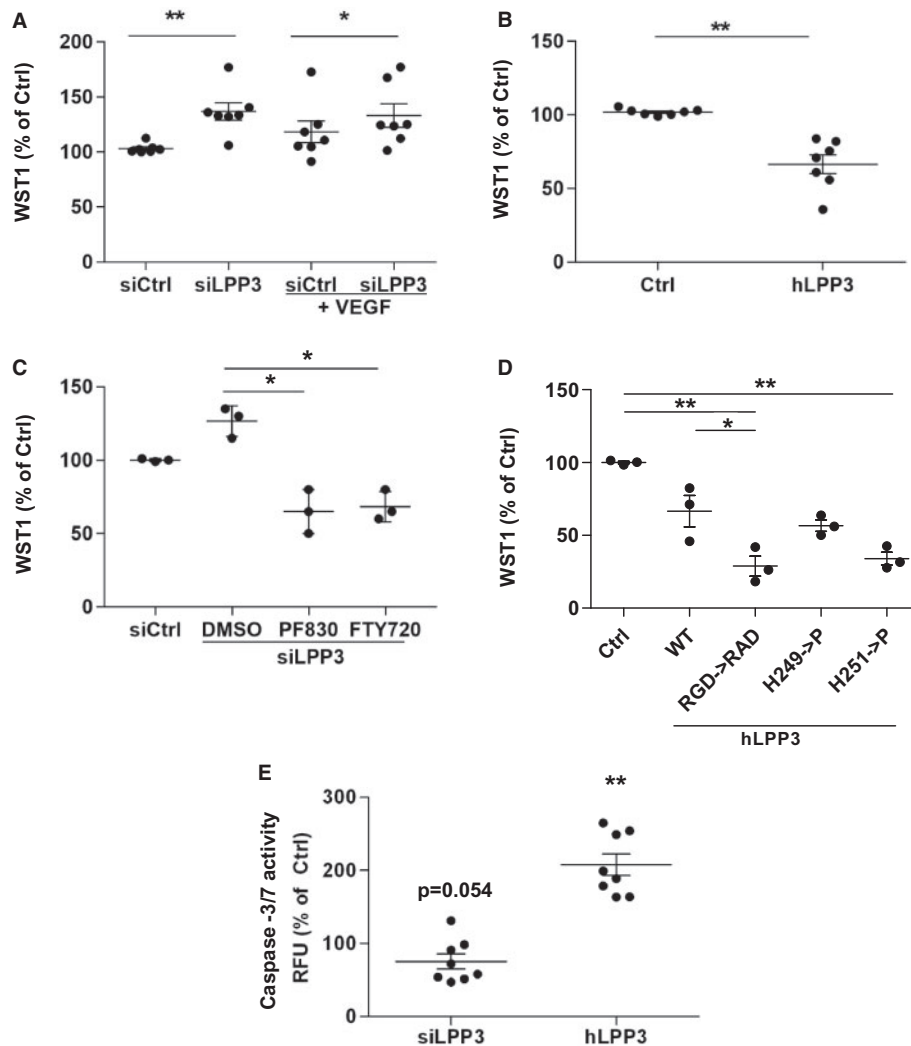 A
**
*
WST1 (% of Ctrl)
200
150
100
50
0
siCtrl siLPP3 siCtrl siLPP3
+ VEGF
B
**
WST1 (% of Ctrl)
150
100
50
0
Ctrl hLPP3
C
*
*
WST1 (% of Ctrl)
150
100
50
0
siCtrl DMSO PF830 FTY720
siLPP3
D
**
**
*
WST1 (% of Ctrl)
150
100
50
0
Ctrl
WT
RGD->RAD
H249->P
H251->P
hLPP3
E
**
p=0.054
Caspase -3/7 activity
RFU (% of Ctrl)
300
200
100
0
siLPP3 hLPP3